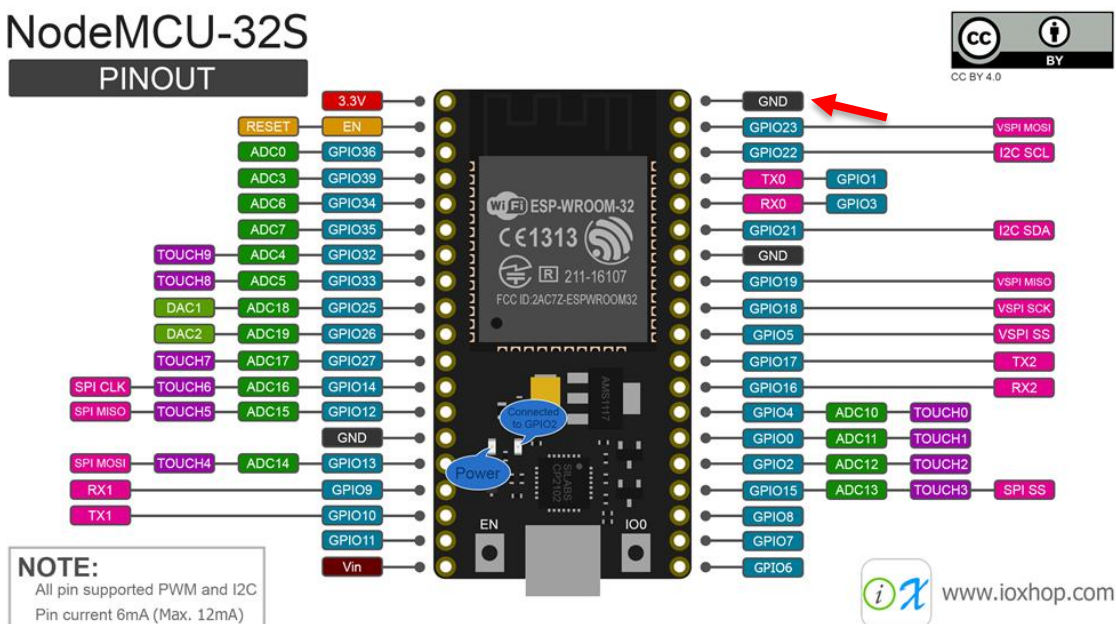 NodeMCU-32S
PINOUT
CC BY
CC BY 4.0
3.3V GND
RESET EN GPIO23 VSPI MOSI
ADC0 GPIO36 GPIO22 I2C SCL
ADC3 GPIO39 TX0 GPIO1
ADC6 GPIO34 RX0 GPIO3
ADC7 GPIO35 GPIO21 I2C SDA
TOUCH9 ADC4 GPIO32 GND
TOUCH8 ADC5 GPIO33 GPIO19 VSPI MISO
DAC1 ADC18 GPIO25 GPIO18 VSPI SCK
DAC2 ADC19 GPIO26 GPIO5 VSPI SS
TOUCH7 ADC17 GPIO27 GPIO17 TX2
SPI CLK TOUCH6 ADC16 GPIO14 GPIO16 RX2
SPI MISO TOUCH5 ADC15 GPIO12 GPIO4 ADC10 TOUCH0
GND GPIO0 ADC11 TOUCH1
SPI MOSI TOUCH4 ADC14 GPIO13 GPIO2 ADC12 TOUCH2
RX1 GPIO9 GPIO15 ADC13 TOUCH3 SPI SS
TX1 GPIO10 GPIO8
GPIO11 GPIO7
Vin GPIO6
WiFi ESP-WROOM-32
CE1313
R 211-16107
FCC ID:2AC7Z-ESPWROOM32
AMS1117
Connected
to GPIO2
Power
SILABS
CP2102
EN IO0
NOTE:
All pin supported PWM and I2C
Pin current 6mA (Max. 12mA)
iX www.ioxhop.com